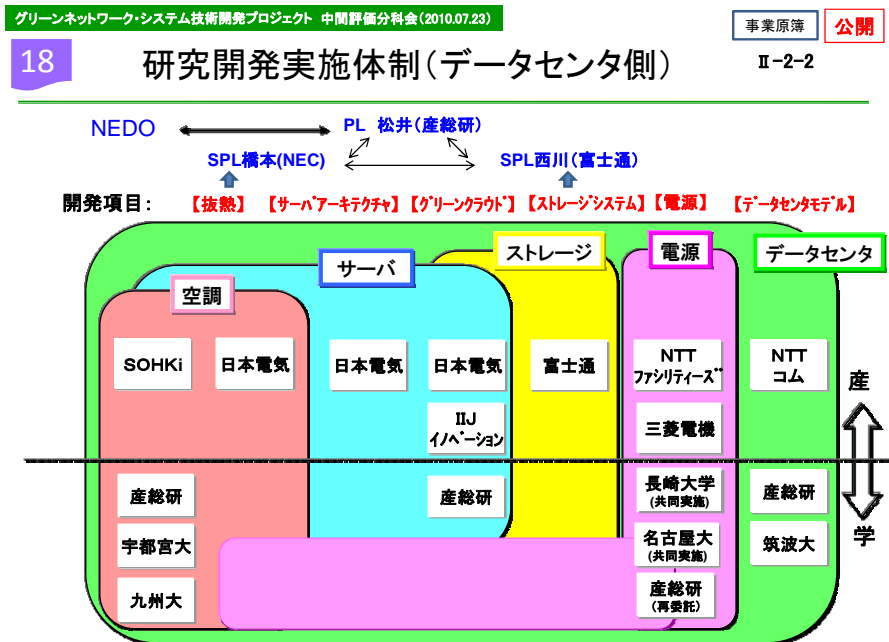 グリーンネットワーク・システム技術開発プロジェクト 中間評価分科会(2010.07.23)
事業原簿
公開
18
研究開発実施体制(データセンタ側)
Ⅱ-2-2
NEDO
PL 松井(産総研)
SPL橋本(NEC)
SPL西川(富士通)
開発項目:
【抜熱】
【サーバアーキテクチャ】
【グリーンクラウド】
【ストレージシステム】
【電源】
【データセンタモデル】
ストレージ
電源
データセンタ
サーバ
空調
SOHKi
日本電気
日本電気
日本電気
富士通
NTT
ファシリティーズ
NTT
コム
産
IIJ
イノベーション
三菱電機
産総研
産総研
長崎大学
(共同実施)
産総研
学
宇都宮大
名古屋大
(共同実施)
筑波大
九州大
産総研
(再委託)